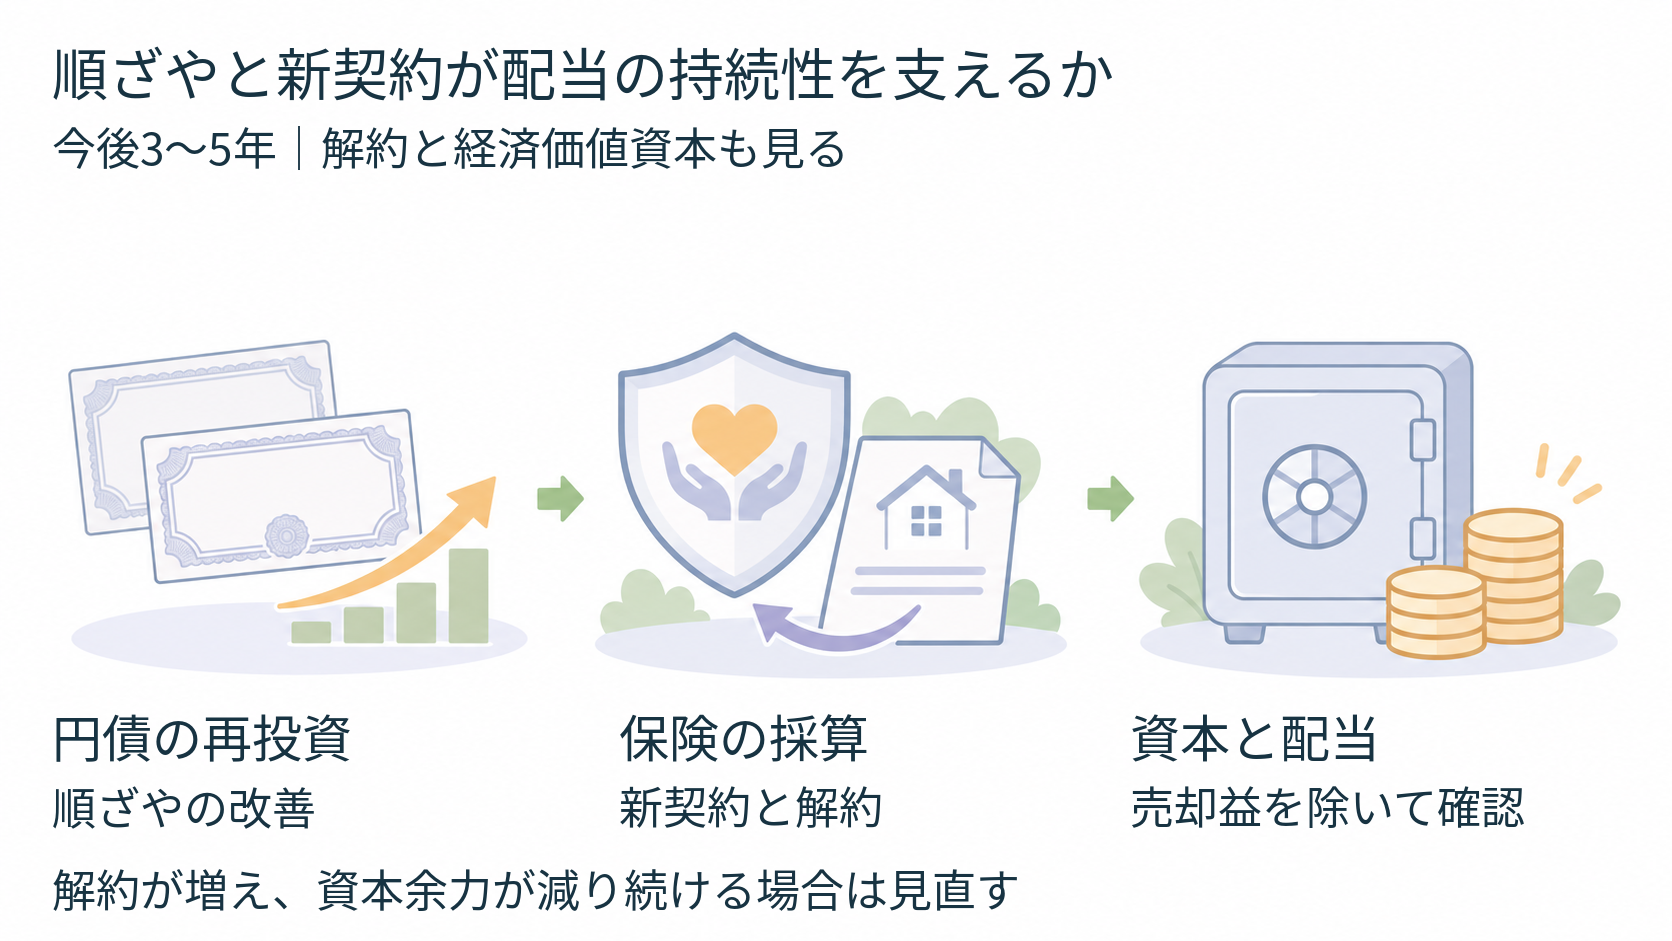 順ざやと新契約が配当の持続性を支えるか
今後3～5年｜解約と経済価値資本も見る
円債の再投資
順ざやの改善
保険の採算
新契約と解約
資本と配当
売却益を除いて確認
解約が増え、資本余力が減り続ける場合は見直す